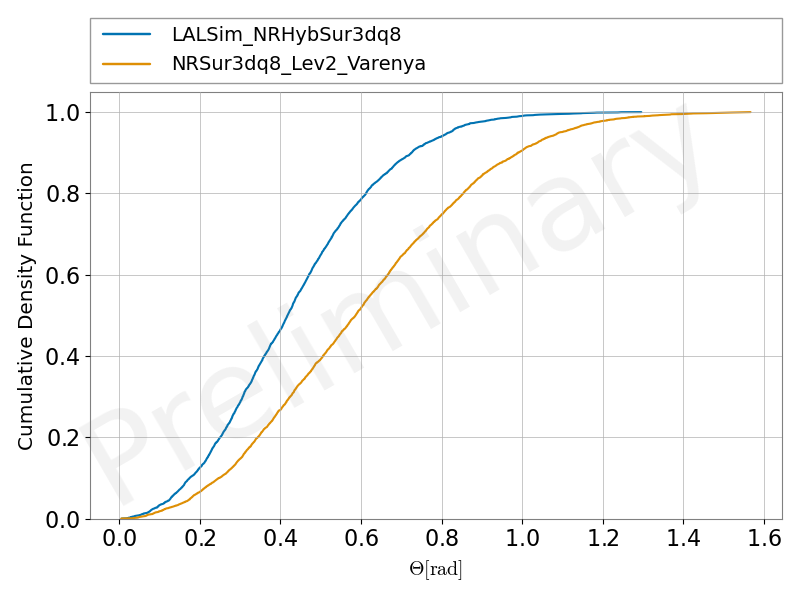 LALSim_NRHybSur3dq8
NRSur3dq8_Lev2_Varenya
Preliminary
Cumulative Density Function
1.0
0.8
0.6
0.4
0.2
0.0
0.0 0.2 0.4 0.6 0.8 1.0 1.2 1.4 1.6
Θ[rad]